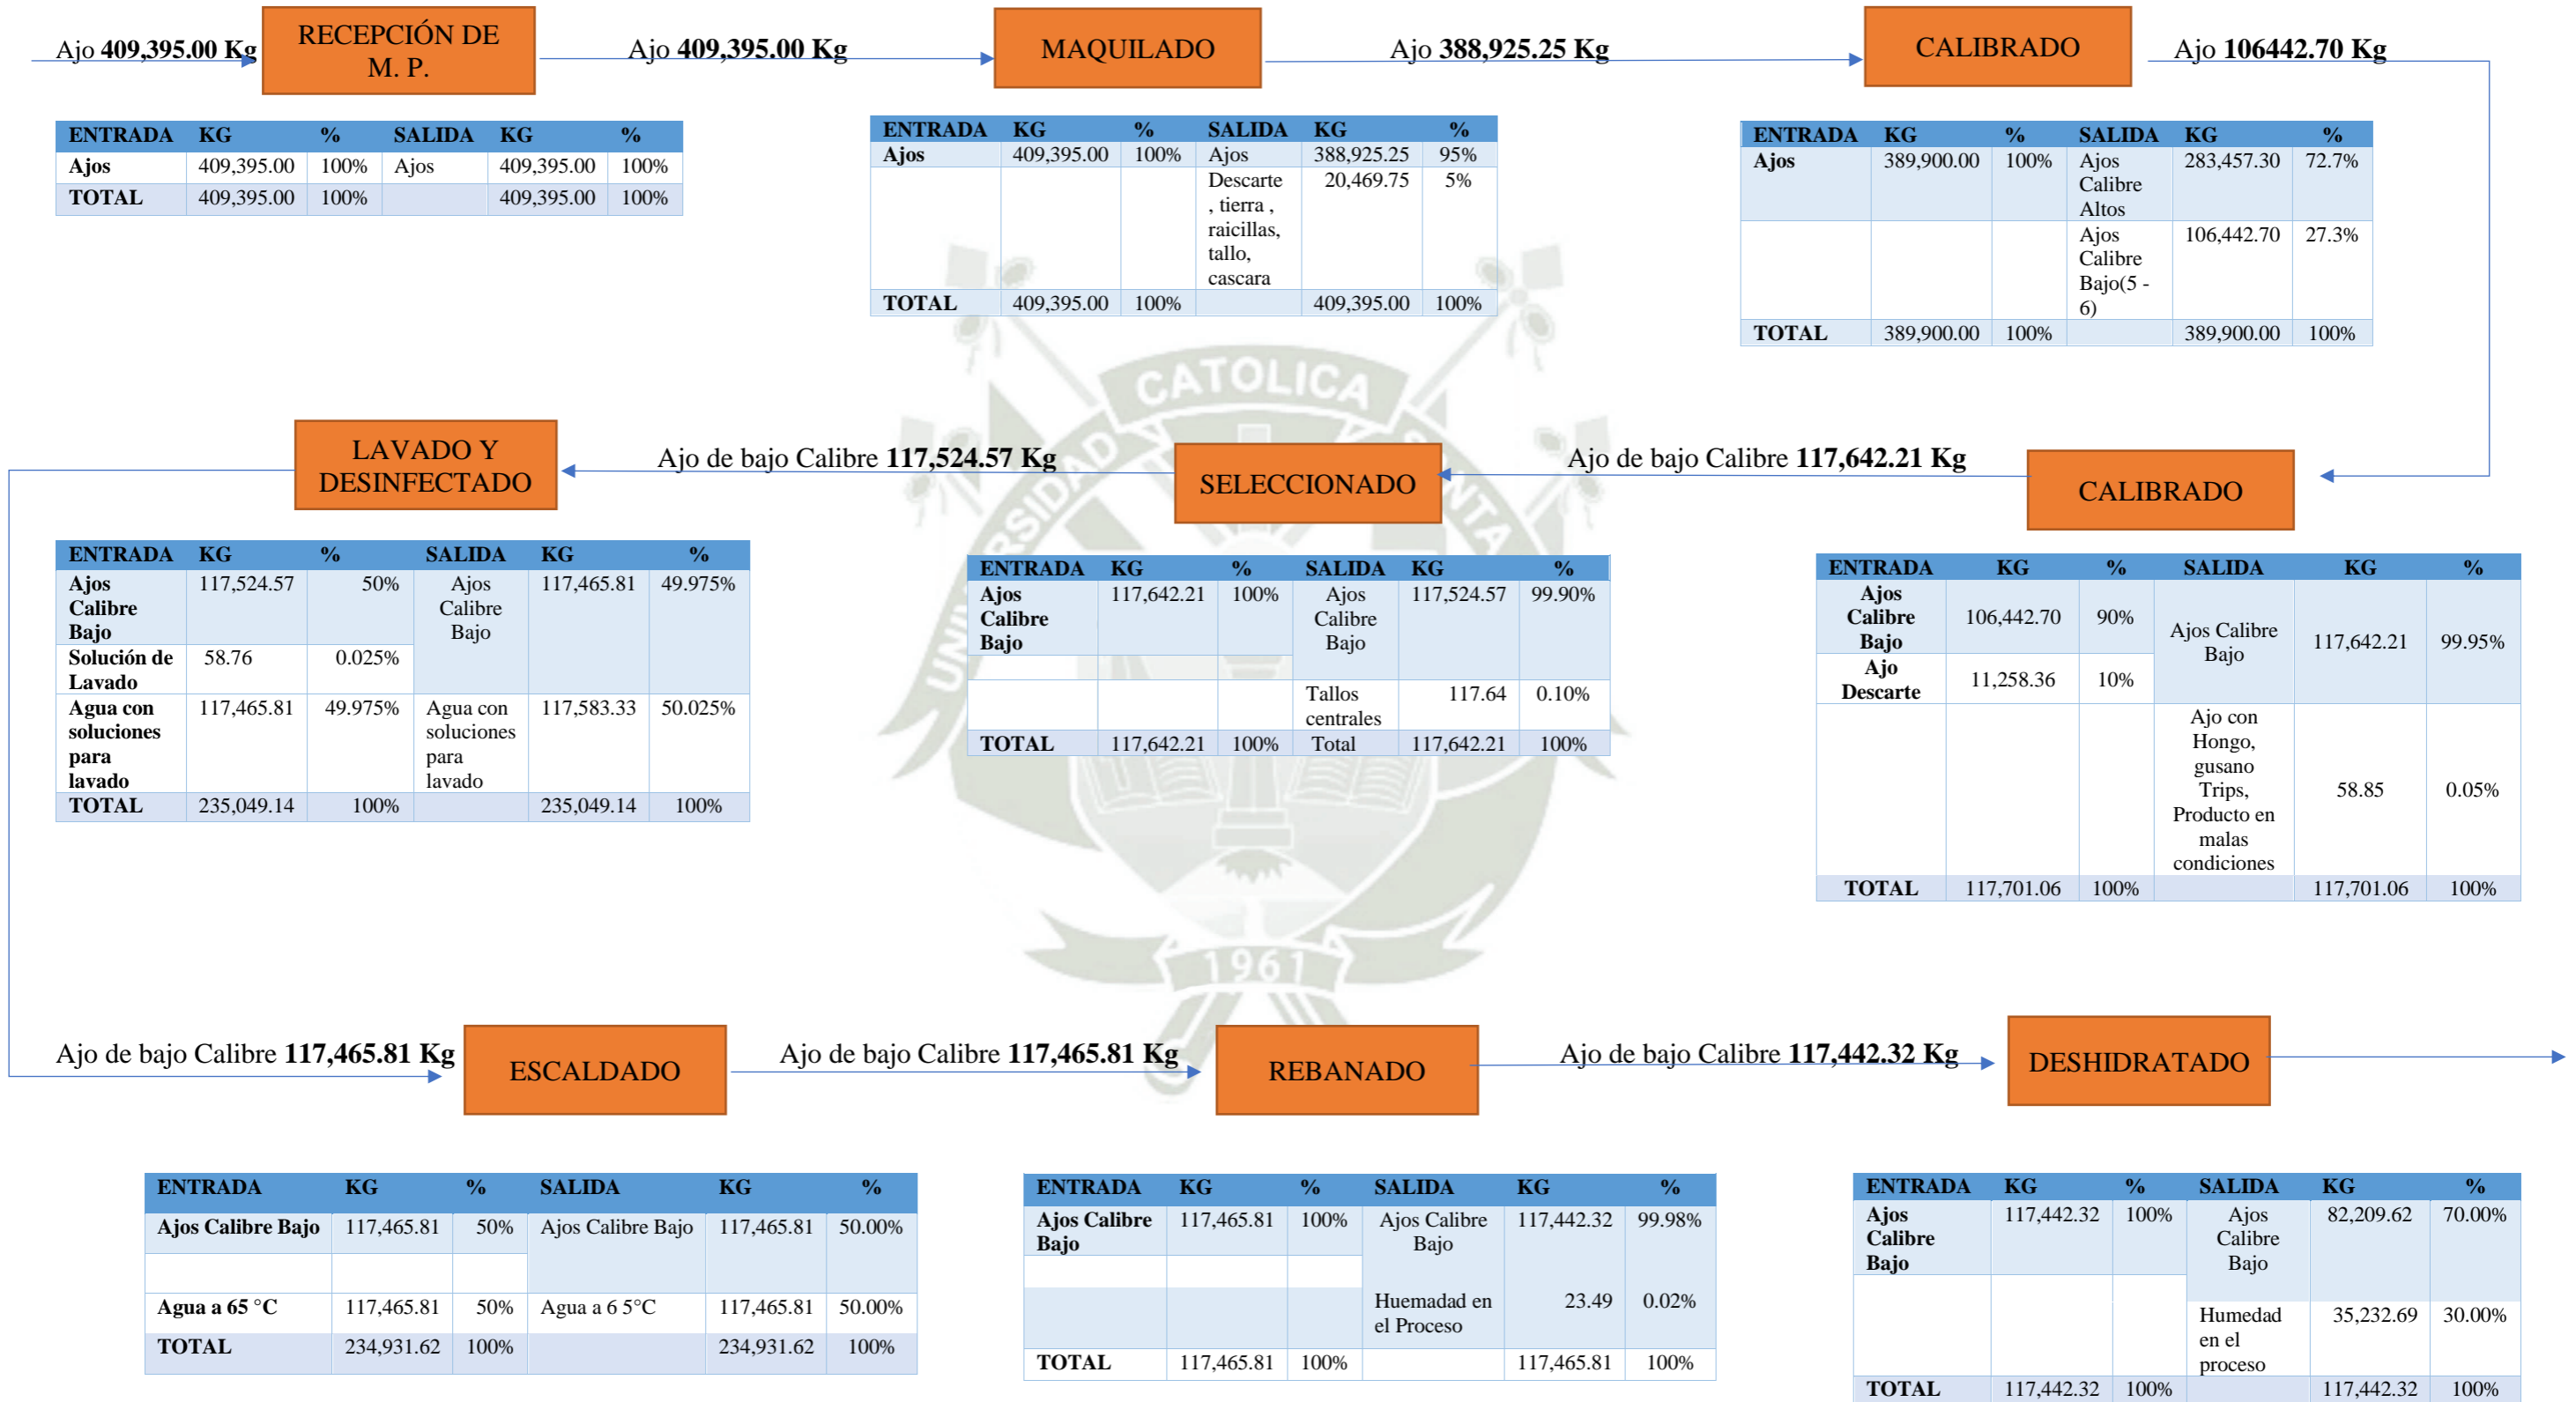 Ajo 409,395.00 Kg
RECEPCIÓN DE
M. P.
Ajo 409,395.00 Kg
MAQUILADO
Ajo 388,925.25 Kg
CALIBRADO
Ajo 106442.70 Kg
ENTRADA KG % SALIDA KG %
Ajos 409,395.00 100% Ajos 409,395.00 100%
TOTAL 409,395.00 100% 409,395.00 100%
ENTRADA KG % SALIDA KG %
Ajos 409,395.00 100% Ajos 388,925.25 95%
Descarte 20,469.75 5%
, tierra ,
raicillas,
tallo,
cascara
TOTAL 409,395.00 100% 409,395.00 100%
ENTRADA KG % SALIDA KG %
Ajos 389,900.00 100% Ajos 283,457.30 72.7%
Calibre
Altos
Ajos 106,442.70 27.3%
Calibre
Bajo(5 -
6)
TOTAL 389,900.00 100% 389,900.00 100%
LAVADO Y
DESINFECTADO
Ajo de bajo Calibre 117,524.57 Kg
SELECCIONADO
Ajo de bajo Calibre 117,642.21 Kg
CALIBRADO
ENTRADA KG % SALIDA KG %
Ajos 117,524.57 50% Ajos 117,465.81 49.975%
Calibre Calibre
Bajo Bajo
Solución de 58.76 0.025%
Lavado
Agua con 117,465.81 49.975% Agua con 117,583.33 50.025%
soluciones soluciones
para para
lavado lavado
TOTAL 235,049.14 100% 235,049.14 100%
ENTRADA KG % SALIDA KG %
Ajos 117,642.21 100% Ajos 117,524.57 99.90%
Calibre Calibre
Bajo Bajo
Tallos 117.64 0.10%
centrales
TOTAL 117,642.21 100% Total 117,642.21 100%
ENTRADA KG % SALIDA KG %
Ajos
Calibre 106,442.70 90%
Bajo
Ajos Calibre 117,642.21 99.95%
Bajo
Ajo 11,258.36 10%
Descarte
Ajo con
Hongo,
gusano
Trips, 58.85 0.05%
Producto en
malas
condiciones
TOTAL 117,701.06 100% 117,701.06 100%
UNIVERSIDAD CATOLICA SANTA
1961
Ajo de bajo Calibre 117,465.81 Kg
ESCALDADO
Ajo de bajo Calibre 117,465.81 Kg
REBANADO
Ajo de bajo Calibre 117,442.32 Kg
DESHIDRATADO
ENTRADA KG % SALIDA KG %
Ajos Calibre Bajo 117,465.81 50% Ajos Calibre Bajo 117,465.81 50.00%
Agua a 65 °C 117,465.81 50% Agua a 6 5°C 117,465.81 50.00%
TOTAL 234,931.62 100% 234,931.62 100%
ENTRADA KG % SALIDA KG %
Ajos Calibre 117,465.81 100% Ajos Calibre 117,442.32 99.98%
Bajo Bajo
Huemadad en 23.49 0.02%
el Proceso
TOTAL 117,465.81 100% 117,465.81 100%
ENTRADA KG % SALIDA KG %
Ajos 117,442.32 100% Ajos 82,209.62 70.00%
Calibre Calibre
Bajo Bajo
Humedad 35,232.69 30.00%
en el
proceso
TOTAL 117,442.32 100% 117,442.32 100%